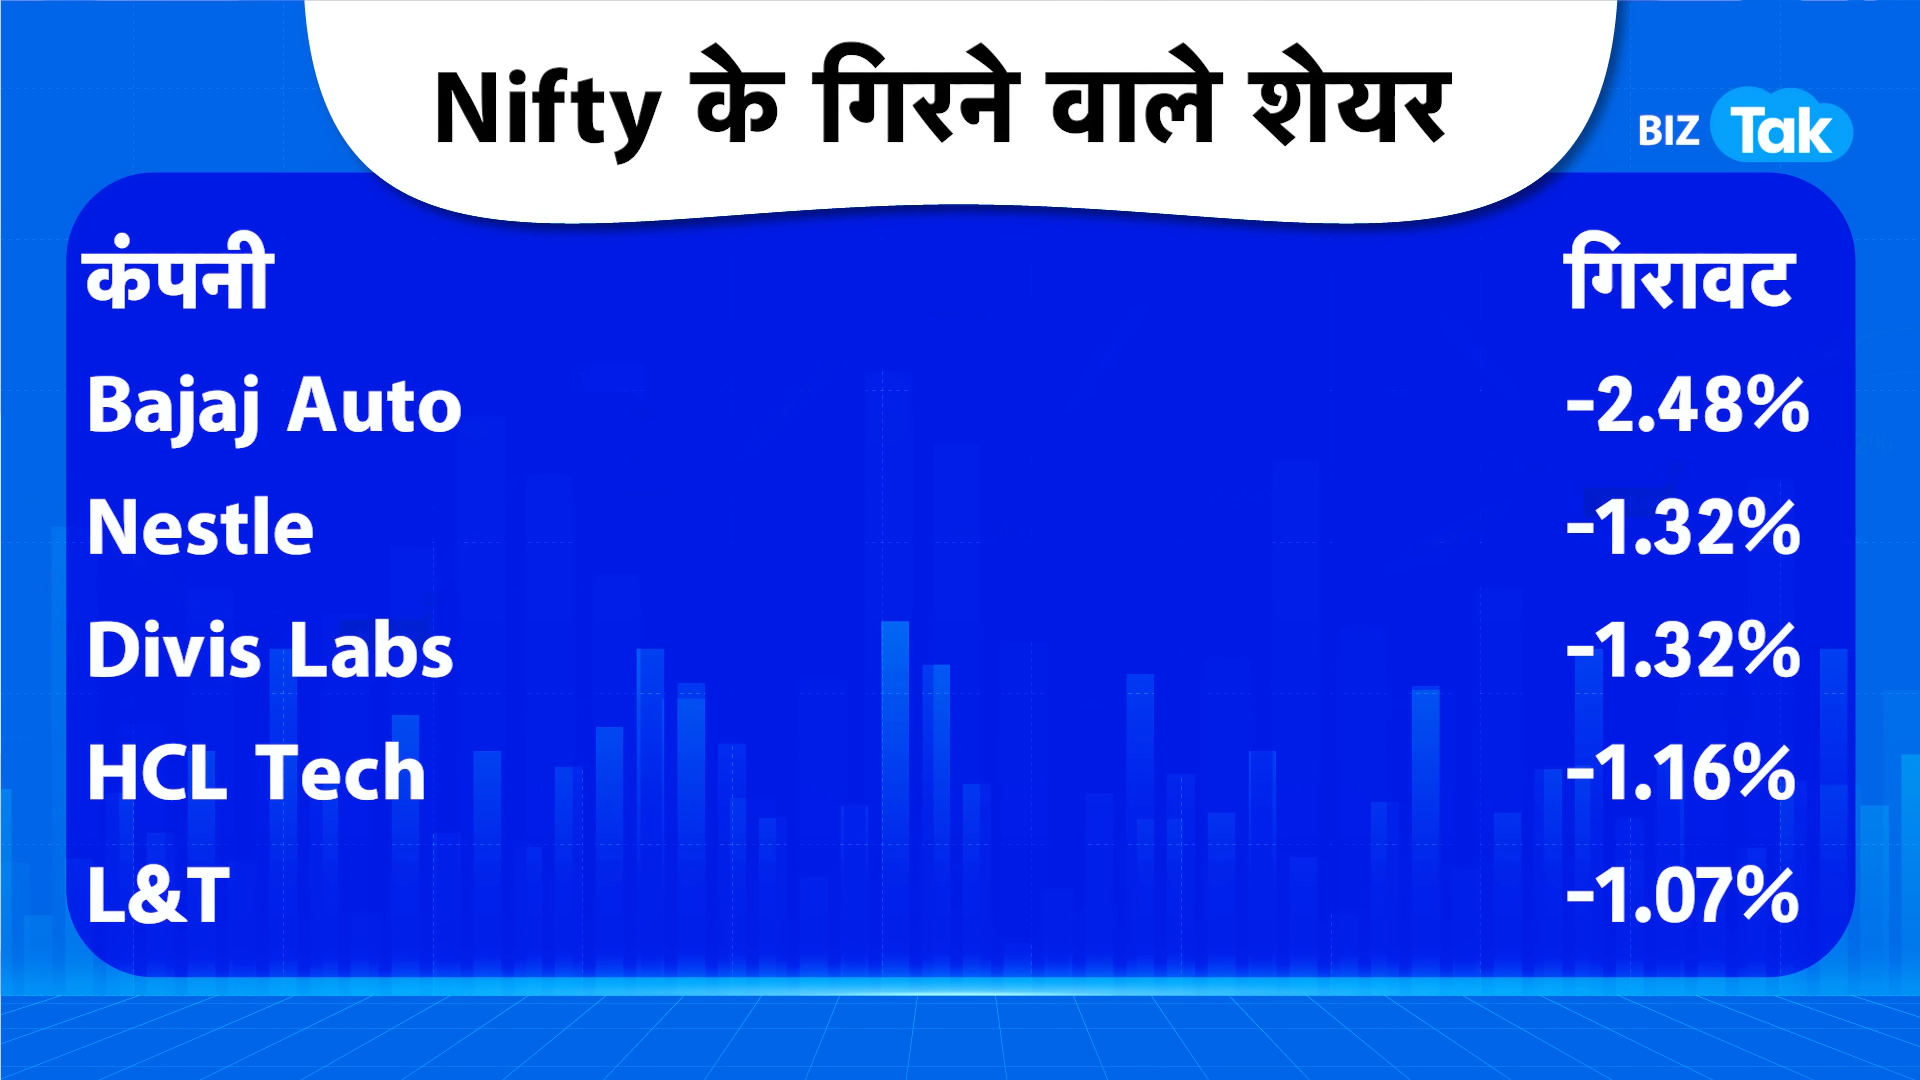 Nifty के गिरने वाले शेयर
BIZ Tak
कंपनी गिरावट
Bajaj Auto -2.48%
Nestle -1.32%
Divis Labs -1.32%
HCL Tech -1.16%
L&T -1.07%